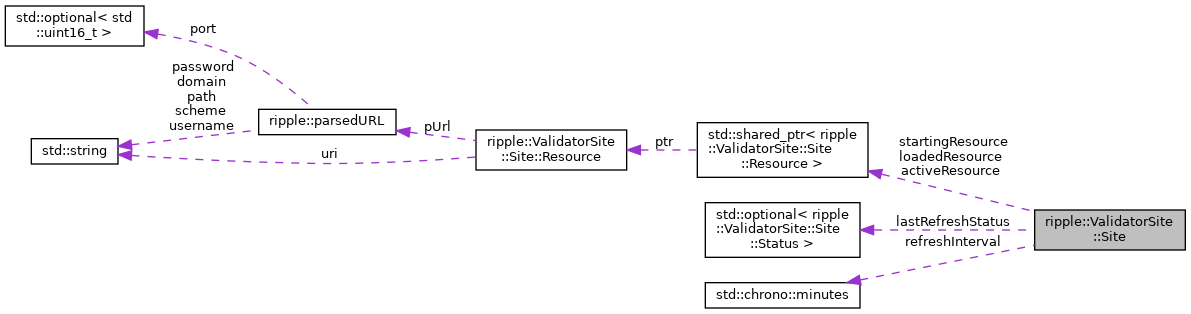 std::optional< std
::uint16_t >
port
password
domain
path
scheme
username
ripple::parsedURL
std::string
uri
pUrl
ripple::ValidatorSite
::Site::Resource
ptr
std::shared_ptr< ripple
::ValidatorSite::Site
::Resource >
startingResource
loadedResource
activeResource
std::optional< ripple
::ValidatorSite::Site
::Status >
lastRefreshStatus
refreshInterval
ripple::ValidatorSite
::Site
std::chrono::minutes